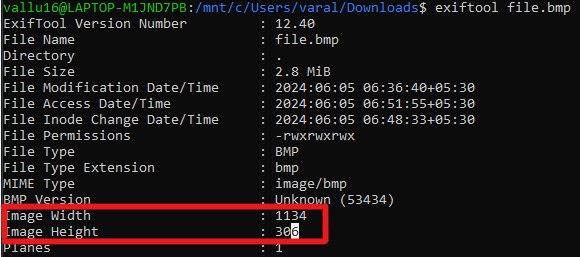 vallu16@LAPTOP-M1JND7PB:/mnt/c/Users/varal/Downloads$ exiftool file.bmp
ExifTool Version Number : 12.40
File Name : file.bmp
Directory : .
File Size : 2.8 MiB
File Modification Date/Time : 2024:06:05 06:36:40+05:30
File Access Date/Time : 2024:06:05 06:51:55+05:30
File Inode Change Date/Time : 2024:06:05 06:48:33+05:30
File Permissions : -rwxrwxrwx
File Type : BMP
File Type Extension : bmp
MIME Type : image/bmp
BMP Version : Unknown (53434)
Image Width : 1134
Image Height : 306
Planes : 1